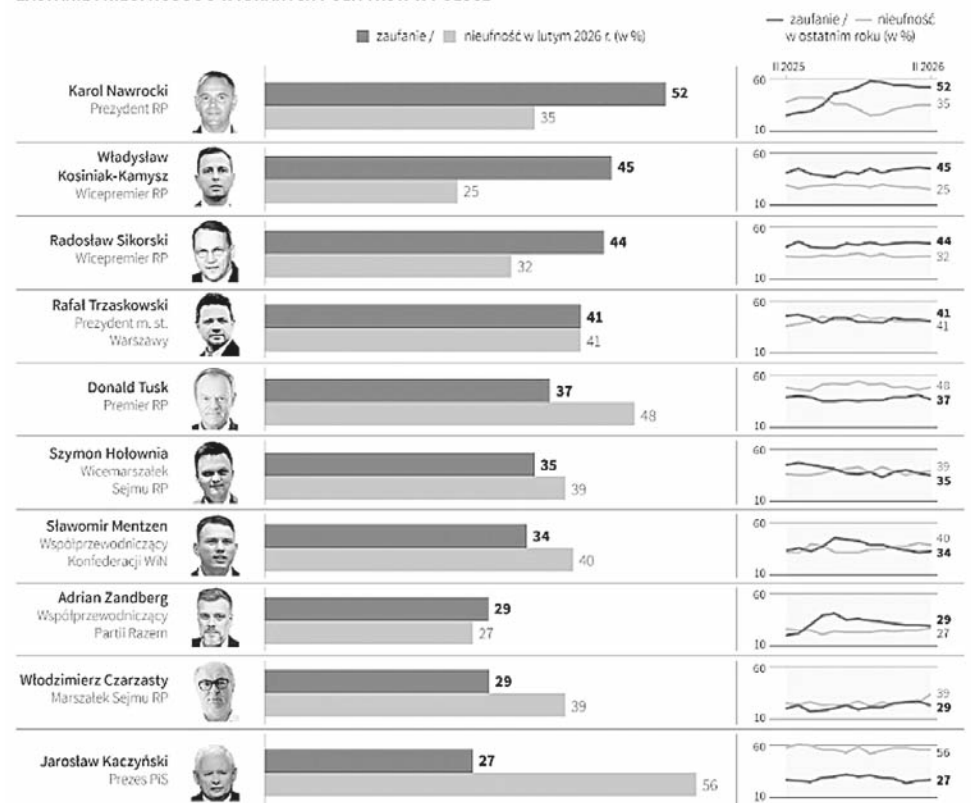 zaufanie / nieufność w lutym 2026 r. (w %)
zaufanie / nieufność
w ostatnim roku (w %)
II 2025 II 2026
Karol Nawrocki
Prezydent RP
52
35
60
10
52
35
Władysław
Kosiniak-Kamysz
Wicepremier RP
45
25
60
10
45
25
Radosław Sikorski
Wicepremier RP
44
32
60
10
44
32
Rafał Trzaskowski
Prezydent m. st.
Warszawy
41
41
60
10
41
41
Donald Tusk
Premier RP
37
48
60
10
48
37
Szymon Hołownia
Wicemarszałek
Sejmu RP
35
39
60
10
39
35
Sławomir Mentzen
Współprzewodniczący
Konfederacji WiN
34
40
60
10
40
34
Adrian Zandberg
Współprzewodniczący
Partii Razem
29
27
60
10
29
27
Włodzimierz Czarzasty
Marszałek Sejmu RP
29
39
60
10
39
29
Jarosław Kaczyński
Prezes PiS
27
56
60
10
56
27